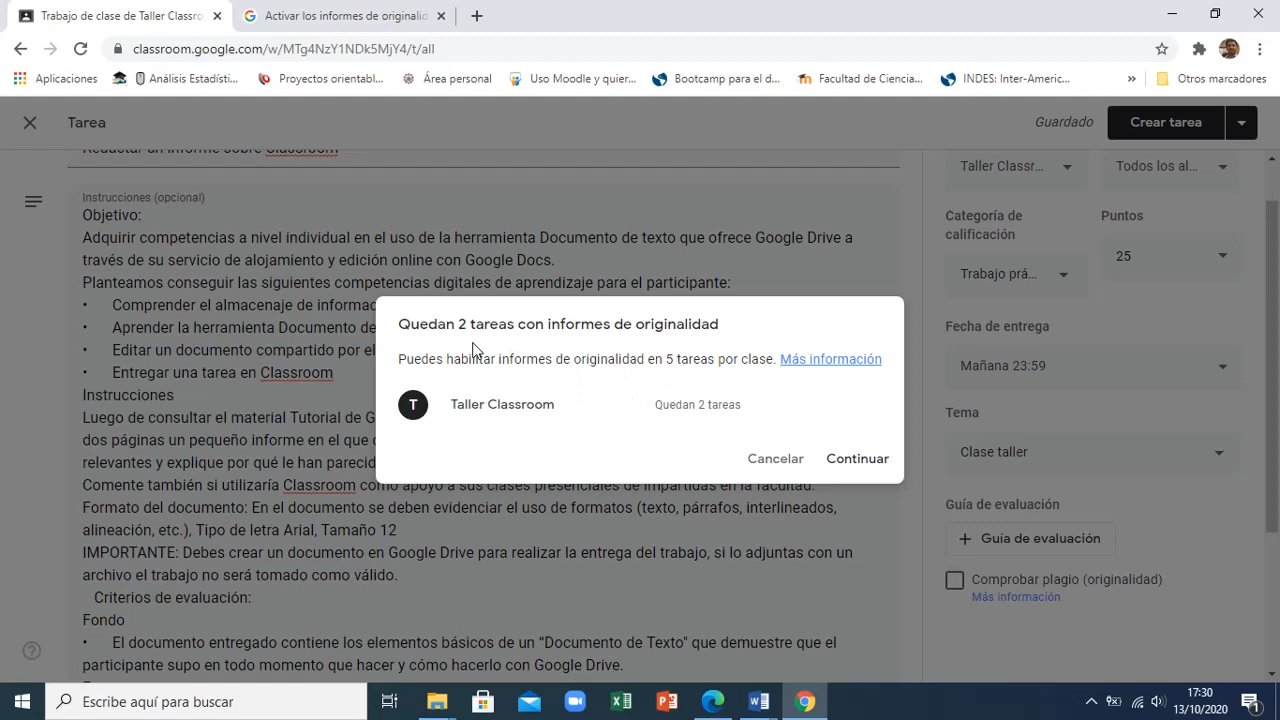 Trabajo de clase de Taller Classro
Activar los informes de originalid
classroom.google.com/w/MTg4NzY1NDk5MjY4/t/all
Aplicaciones
Análisis Estadísti...
Proyectos orientabl...
Área personal
Uso Moodle y quier...
Bootcamp para el d...
Facultad de Ciencia...
INDES: Inter-Americ...
»
Otros marcadores
Tarea
Guardado
Crear tarea
Redactar un informe sobre Classroom
Taller Classr...
Todos los al...
Instrucciones (opcional)
Objetivo:
Adquirir competencias a nivel individual en el uso de la herramienta Documento de texto que ofrece Google Drive a
través de su servicio de alojamiento y edición online con Google Docs.
Planteamos conseguir las siguientes competencias digitales de aprendizaje para el participante:
• Comprender el almacenaje de informac
• Aprender la herramienta Documento de
• Editar un documento compartido por el
• Entregar una tarea en Classroom
Instrucciones
Luego de consultar el material Tutorial de G
dos páginas un pequeño informe en el que c
relevantes y explique por qué le han parecid
Comente también si utilizaría Classroom como apoyo a sus clases presenciales de impartidas en la facultad.
Formato del documento: En el documento se deben evidenciar el uso de formatos (texto, párrafos, interlineados,
alineación, etc.), Tipo de letra Arial, Tamaño 12
IMPORTANTE: Debes crear un documento en Google Drive para realizar la entrega del trabajo, si lo adjuntas con un
archivo el trabajo no será tomado como válido.
Criterios de evaluación:
Fondo
• El documento entregado contiene los elementos básicos de un “Documento de Texto" que demuestre que el
participante supo en todo momento que hacer y cómo hacerlo con Google Drive.
Quedan 2 tareas con informes de originalidad
Puedes habilitar informes de originalidad en 5 tareas por clase. Más información
T
Taller Classroom
Quedan 2 tareas
Cancelar
Continuar
Categoría de
calificación
Puntos
Trabajo prá...
25
Fecha de entrega
Mañana 23:59
Tema
Clase taller
Guía de evaluación
+ Guía de evaluación
Comprobar plagio (originalidad)
Más información
Escribe aquí para buscar
17:30
13/10/2020
1